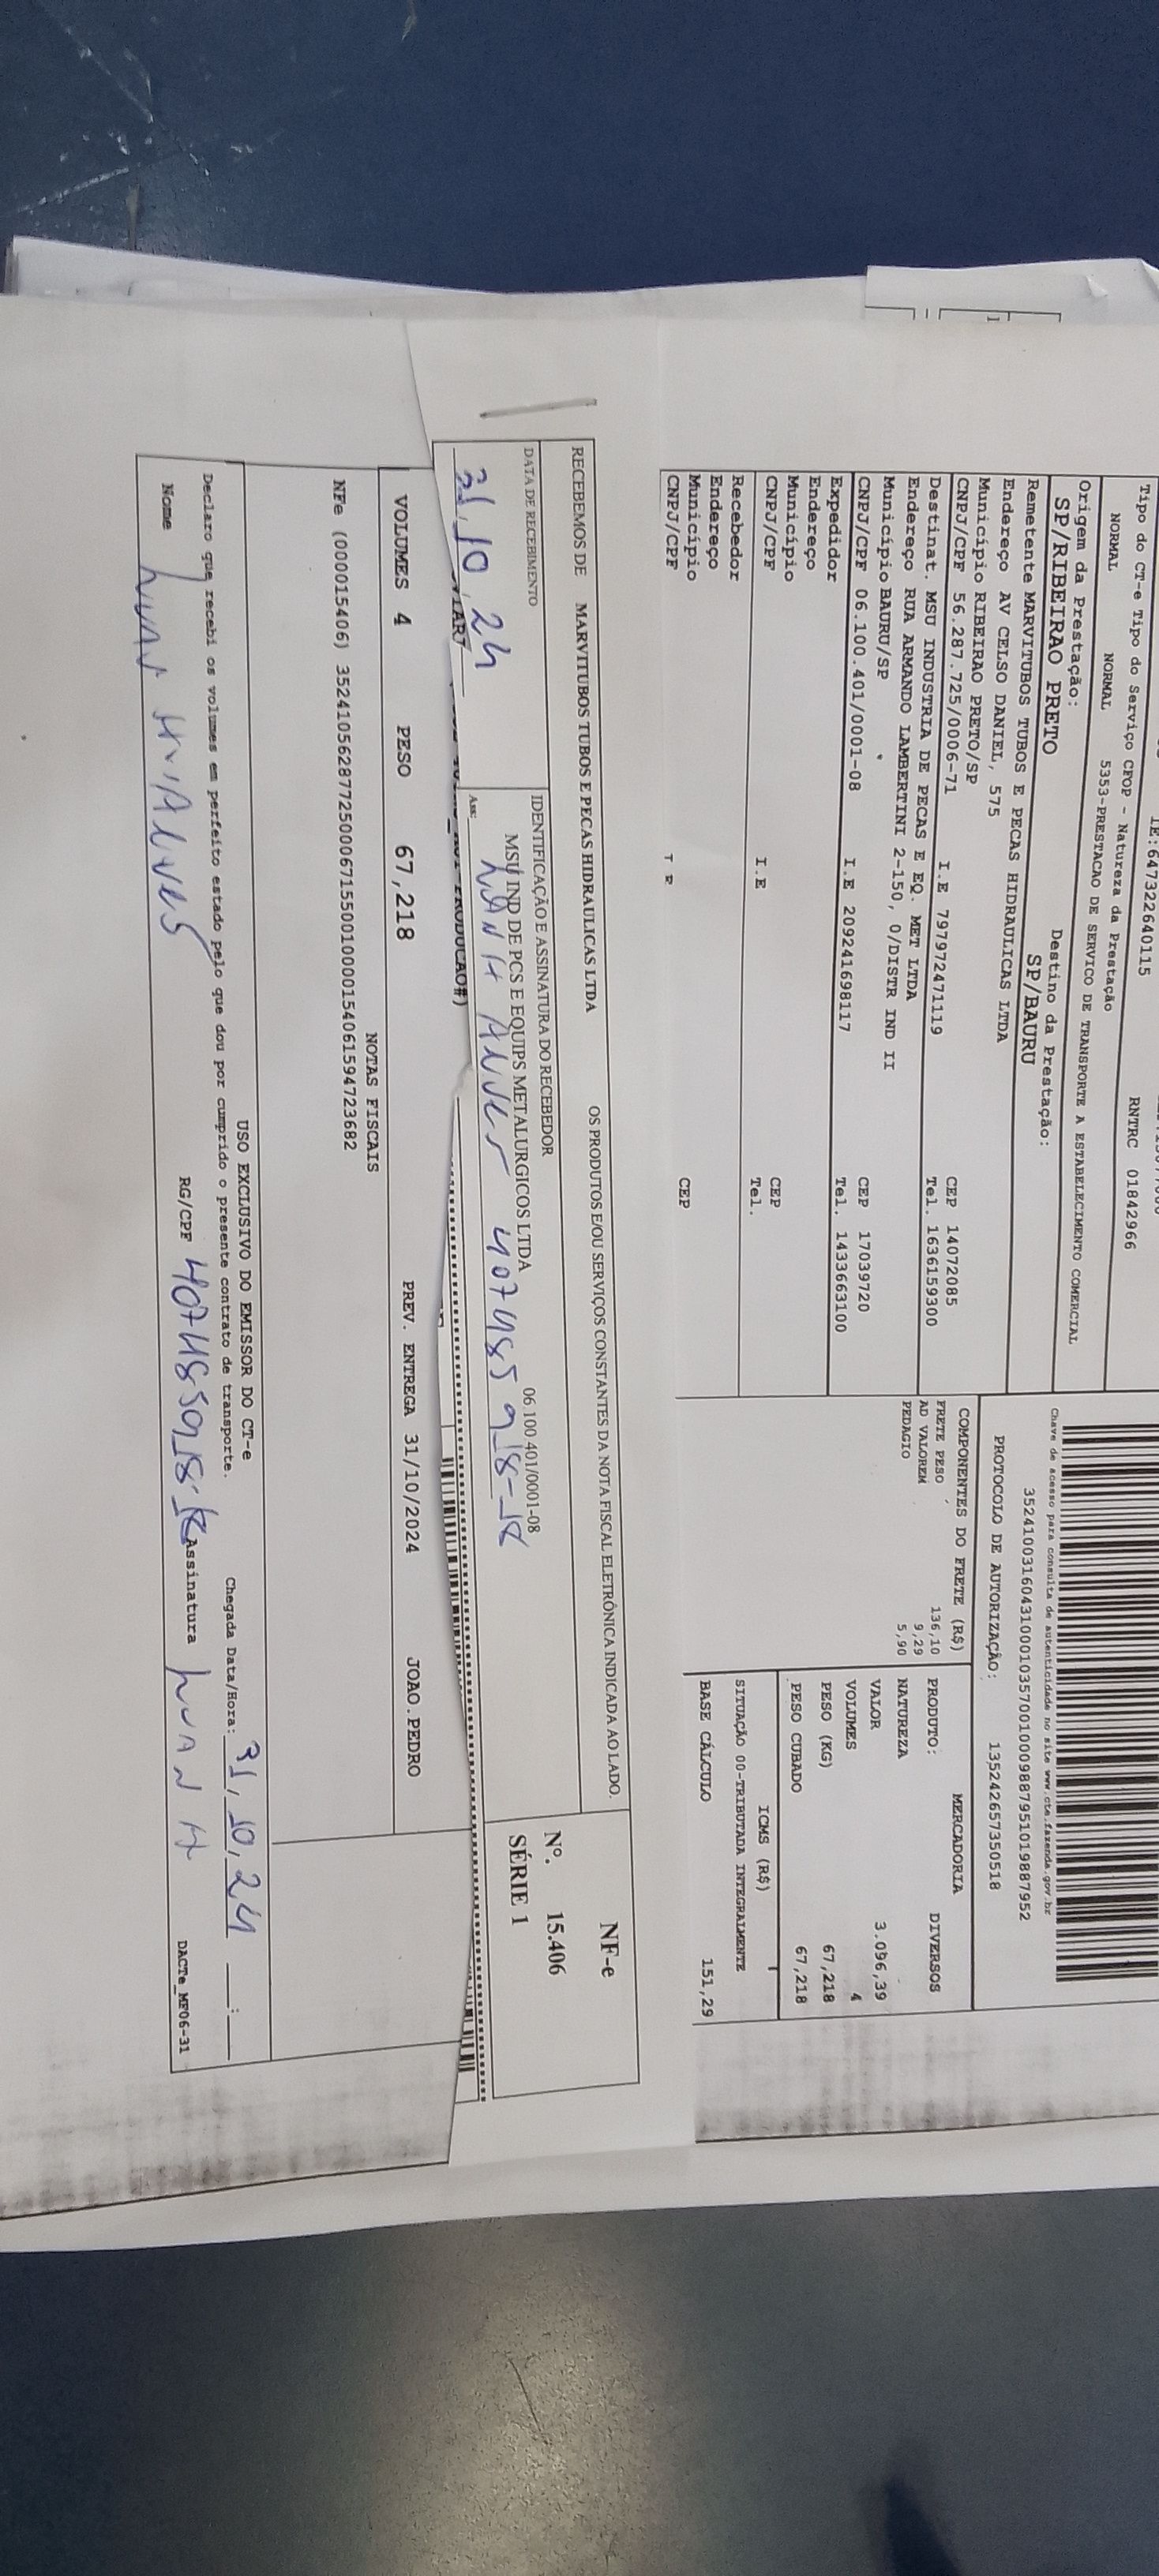 IE:647322640115
RNTRC 01842966
Tipo do CT-e Tipo do Serviço CFOP - Natureza da Prestação
NORMAL NORMAL 5353-PRESTACAO DE SERVICO DE TRANSPORTE A ESTABELECIMENTO COMERCIAL
Origem da Prestação: Destino da Prestação:
SP/RIBEIRAO PRETO SP/BAURU
Remetente MARVITUBOS TUBOS E PECAS HIDRAULICAS LTDA
Endereço AV CELSO DANIEL, 575
Município RIBEIRAO PRETO/SP CEP 14072085
CNPJ/CPF 56.287.725/0006-71 I.E 797972471119 Tel. 1636159300
Destinat. MSU INDUSTRIA DE PECAS E EQ. MET LTDA
Endereço RUA ARMANDO LAMBERTINI 2-150, 0/DISTR IND II
Município BAURU/SP CEP 17039720
CNPJ/CPF 06.100.401/0001-08 I.E 209241698117 Tel. 1433663100
Expedidor
Endereço
Município CEP
CNPJ/CPF I.E Tel.
Recebedor
Endereço
Município CEP
CNPJ/CPF
Chave de acesso para consulta de autenticidade no site www.cte.fazenda.gov.br
35241003160431000103570010009887951019887952
PROTOCOLO DE AUTORIZAÇÃO: 135242657350518
COMPONENTES DO FRETE (R$)
FRETE PESO 136,10
AD VALOREM 9,29
PEDAGIO 5,90
MERCADORIA
PRODUTO: DIVERSOS
NATUREZA
VALOR 3.096,39
VOLUMES 4
PESO (KG) 67,218
PESO CUBADO 67,218
ICMS (R$)
SITUAÇÃO 00-TRIBUTADA INTEGRALMENTE
BASE CÁLCULO 151,29
RECEBEMOS DE MARVITUBOS TUBOS E PECAS HIDRAULICAS LTDA OS PRODUTOS E/OU SERVIÇOS CONSTANTES DA NOTA FISCAL ELETRÔNICA INDICADA AO LADO.
DATA DE RECEBIMENTO IDENTIFICAÇÃO E ASSINATURA DO RECEBEDOR
MSU IND DE PCS E EQUIPS METALURGICOS LTDA 06.100.401/0001-08
31,10,24 Ass: LUAN H ALVES 407485918-18
NF-e
Nº. 15.406
SÉRIE 1
VOLUMES 4 PESO 67,218 PREV. ENTREGA 31/10/2024 JOAO.PEDRO
NOTAS FISCAIS
NFe (000015406) 35241056287725000671550010000154061594723682
USO EXCLUSIVO DO EMISSOR DO CT-e
Declaro que recebi os volumes em perfeito estado pelo que dou por cumprido o presente contrato de transporte. Chegada Data/Hora: 31,10,24 __:__
Nome Luan H. Alves RG/CPF 407485918-18 Assinatura LUAN H
DACTe_MF06-31